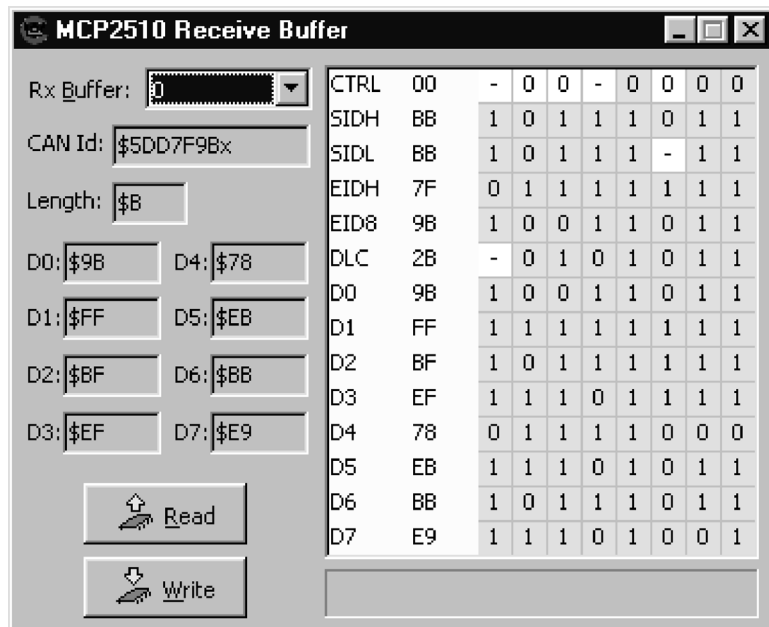 MCP2510 Receive Buffer
Rx Buffer: 0
CAN Id: $5DD7F9Bx
Length: $B
D0: $9B D4: $78
D1: $FF D5: $EB
D2: $BF D6: $BB
D3: $EF D7: $E9
Read
Write
CTRL 00 - 0 0 - 0 0 0 0
SIDH BB 1 0 1 1 1 0 1 1
SIDL BB 1 0 1 1 1 - 1 1
EIDH 7F 0 1 1 1 1 1 1 1
EID8 9B 1 0 0 1 1 0 1 1
DLC 2B - 0 1 0 1 0 1 1
D0 9B 1 0 0 1 1 0 1 1
D1 FF 1 1 1 1 1 1 1 1
D2 BF 1 0 1 1 1 1 1 1
D3 EF 1 1 1 0 1 1 1 1
D4 78 0 1 1 1 1 0 0 0
D5 EB 1 1 1 0 1 0 1 1
D6 BB 1 0 1 1 1 0 1 1
D7 E9 1 1 1 0 1 0 0 1